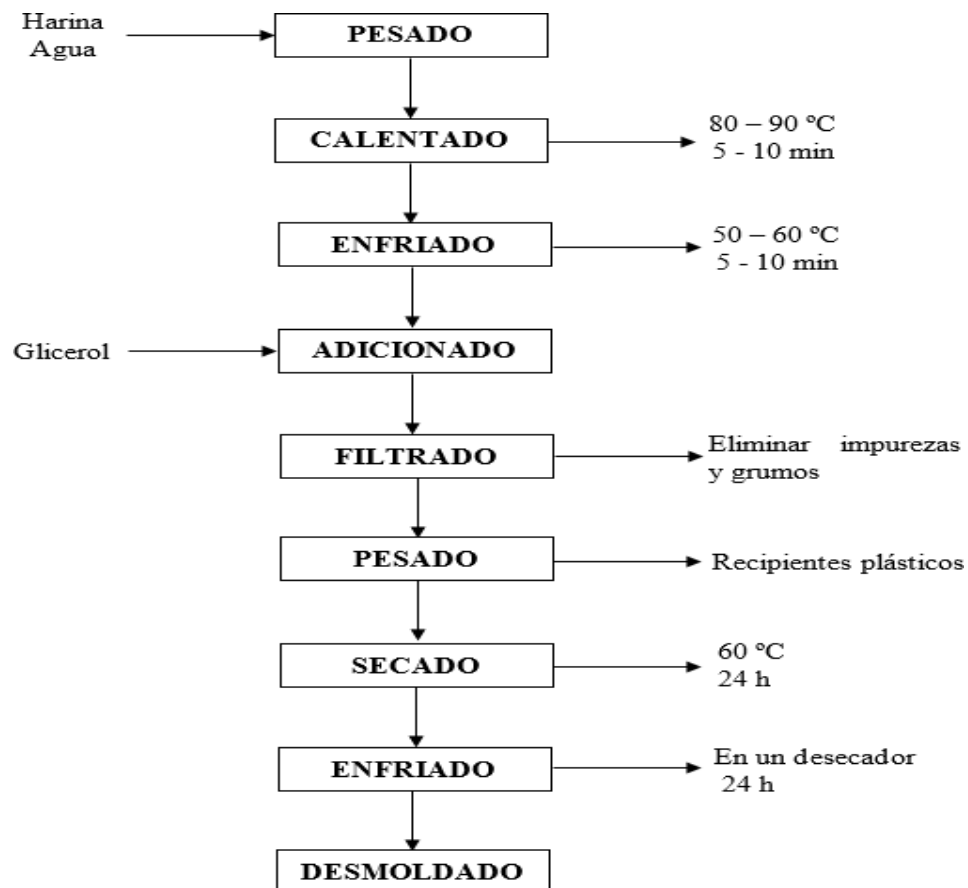 Harina
Agua
PESADO
CALENTADO
80 – 90 ºC
5 - 10 min
ENFRIADO
50 – 60 ºC
5 - 10 min
Glicerol
ADICIONADO
FILTRADO
Eliminar impurezas
y grumos
PESADO
Recipientes plásticos
SECADO
60 ºC
24 h
ENFRIADO
En un desecador
24 h
DESMOLDADO